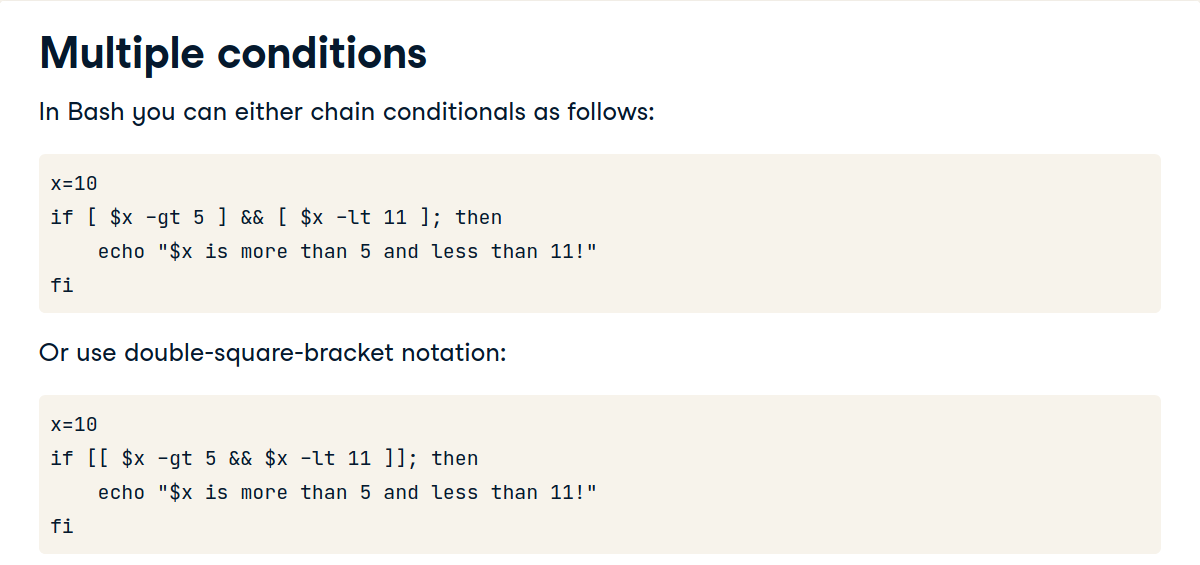 Multiple conditions
In Bash you can either chain conditionals as follows:
x=10
if [ $x -gt 5 ] && [ $x -lt 11 ]; then
    echo "$x is more than 5 and less than 11!"
fi
Or use double-square-bracket notation:
x=10
if [[ $x -gt 5 && $x -lt 11 ]]; then
    echo "$x is more than 5 and less than 11!"
fi